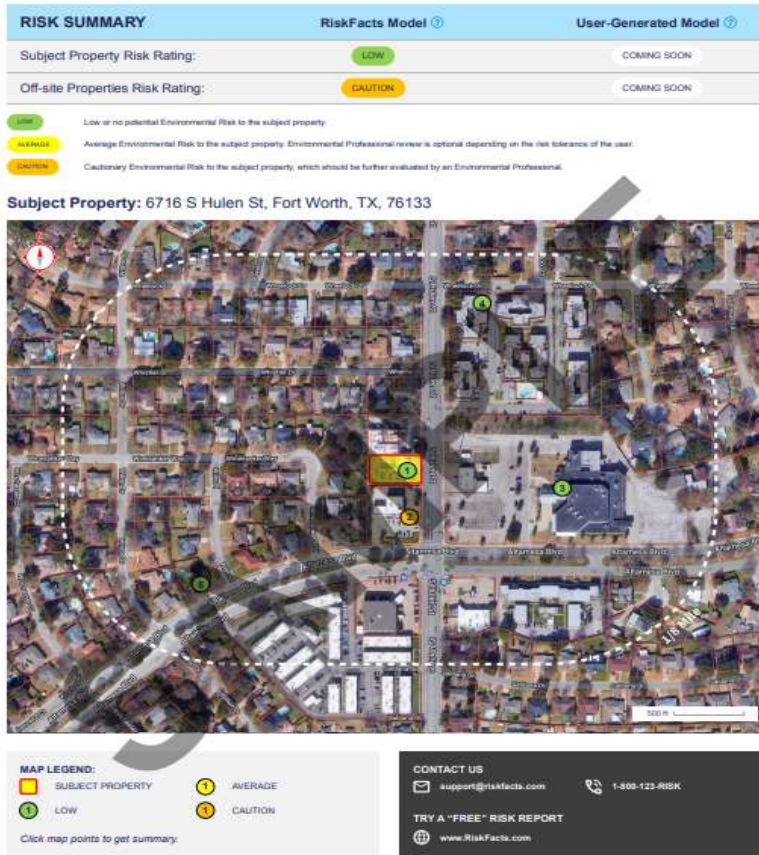 RISK SUMMARY RiskFacts Model ? User-Generated Model ?
Subject Property Risk Rating: LOW COMING SOON
Off-site Properties Risk Rating: CAUTION COMING SOON
LOW Low or no potential Environmental Risk to the subject property.
AVERAGE Average Environmental Risk to the subject property. Environmental Professional review is optional depending on the risk tolerance of the user.
CAUTION Cautionary Environmental Risk to the subject property, which should be further evaluated by an Environmental Professional.
Subject Property: 6716 S Hulen St, Fort Worth, TX, 76133
4
1
3
2
Altamesa Blvd Altamesa Blvd Altamesa Blvd
Altamesa Blvd
5
1/8 Mile
500 ft
SAMPLE
MAP LEGEND:
SUBJECT PROPERTY 1 AVERAGE
1 LOW 1 CAUTION
Click map points to get summary.
CONTACT US
support@riskfacts.com 1-800-123-RISK
TRY A "FREE" RISK REPORT
www.RiskFacts.com